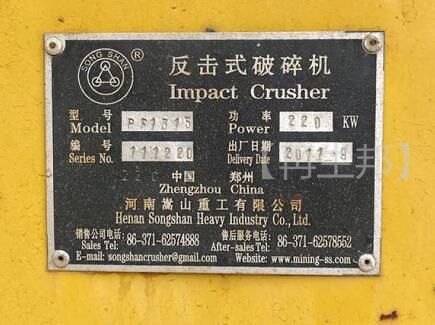 SONG SHAN ®
反击式破碎机
Impact Crusher
型号 功率
Model PF1315 Power 220 KW
编号 出厂日期
Series No. 111220 Delivery Date 2011.9
中国 郑州
Zhengzhou China
河南嵩山重工有限公司
Henan Songshan Heavy Industry Co.,Ltd.
销售公司电话: 售后服务电话:
Sales Tel: 86-371-62574888 After-sales Tel: 86-371-62578552
E-mail: songshancrusher@gmail.com Website: www.mining-ss.com
【再生邦】